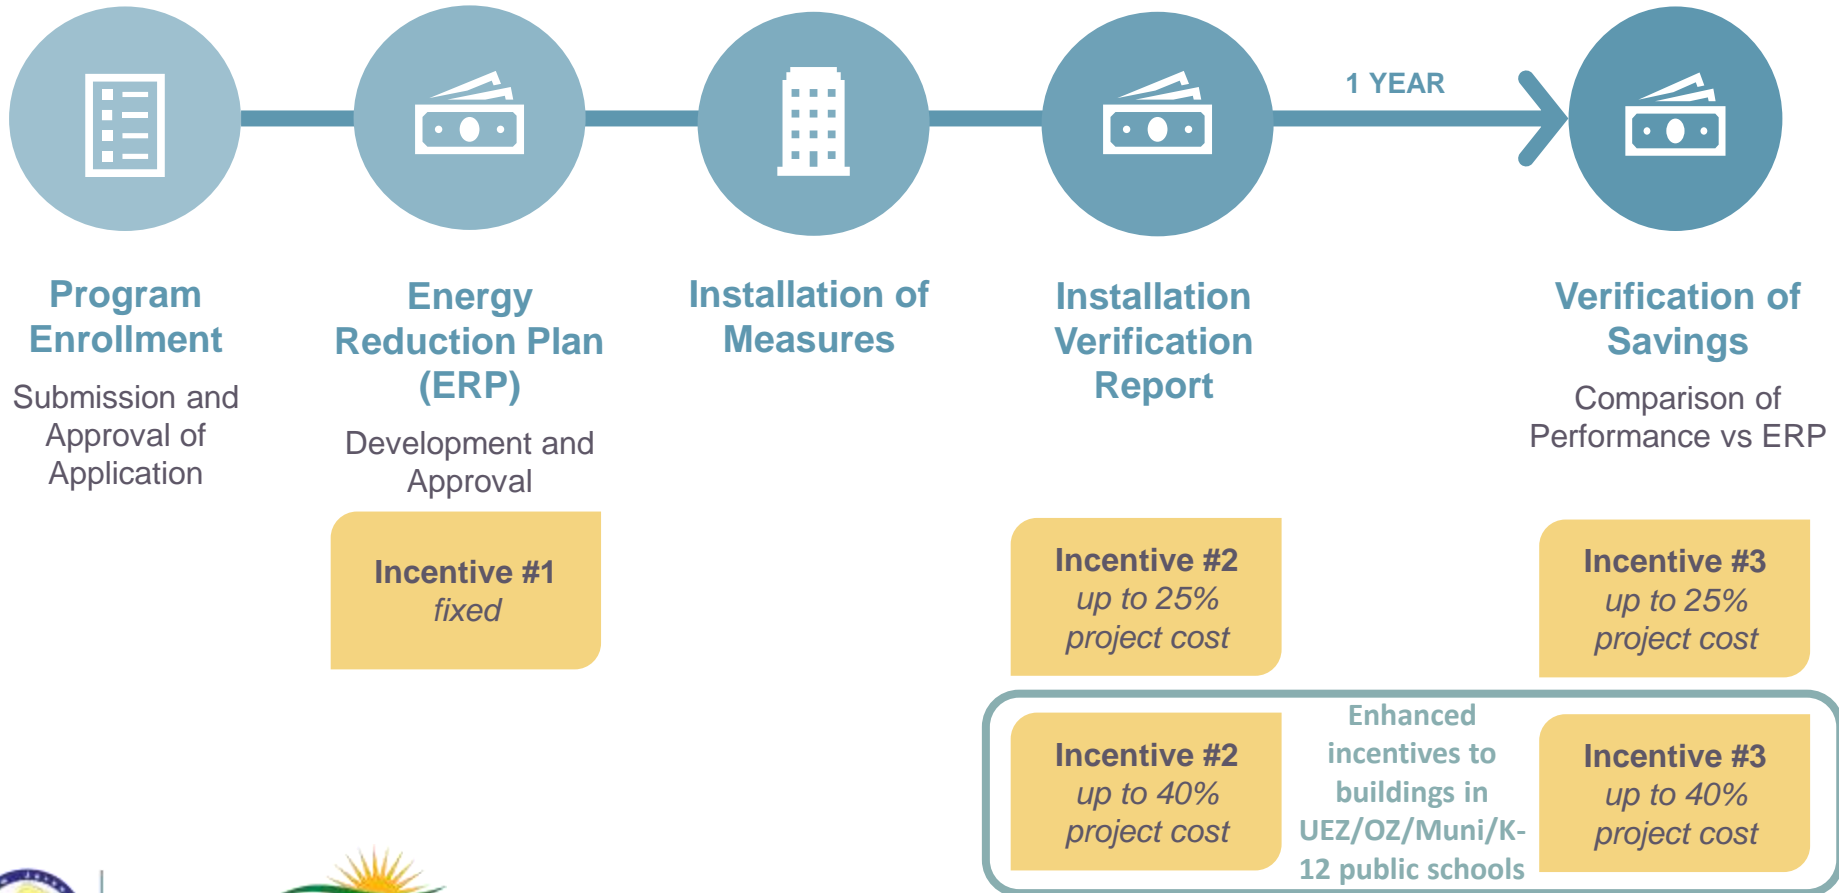 1 YEAR
Program
Enrollment
Submission and
Approval of
Application
Energy
Reduction Plan
(ERP)
Development and
Approval
Incentive #1
fixed
Installation of
Measures
Installation
Verification
Report
Incentive #2
up to 25%
project cost
Verification of
Savings
Comparison of
Performance vs ERP
Incentive #3
up to 25%
project cost
Incentive #2
up to 40%
project cost
Enhanced
incentives to
buildings in
UEZ/OZ/Muni/K-
12 public schools
Incentive #3
up to 40%
project cost